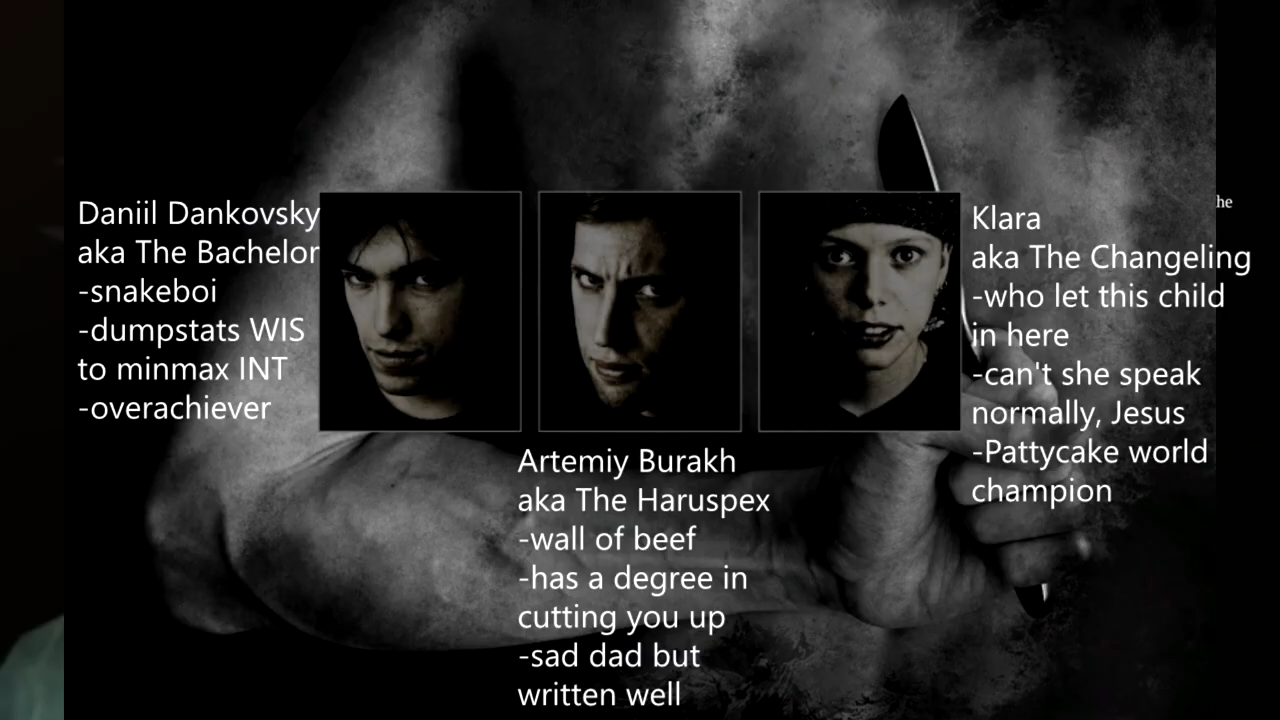 Daniil Dankovsky
aka The Bachelor
-snakeboi
-dumpstats WIS
to minmax INT
-overachiever
Artemiy Burakh
aka The Haruspex
-wall of beef
-has a degree in
cutting you up
-sad dad but
written well
Klara
aka The Changeling
-who let this child
in here
-can't she speak
normally, Jesus
-Pattycake world
champion
he